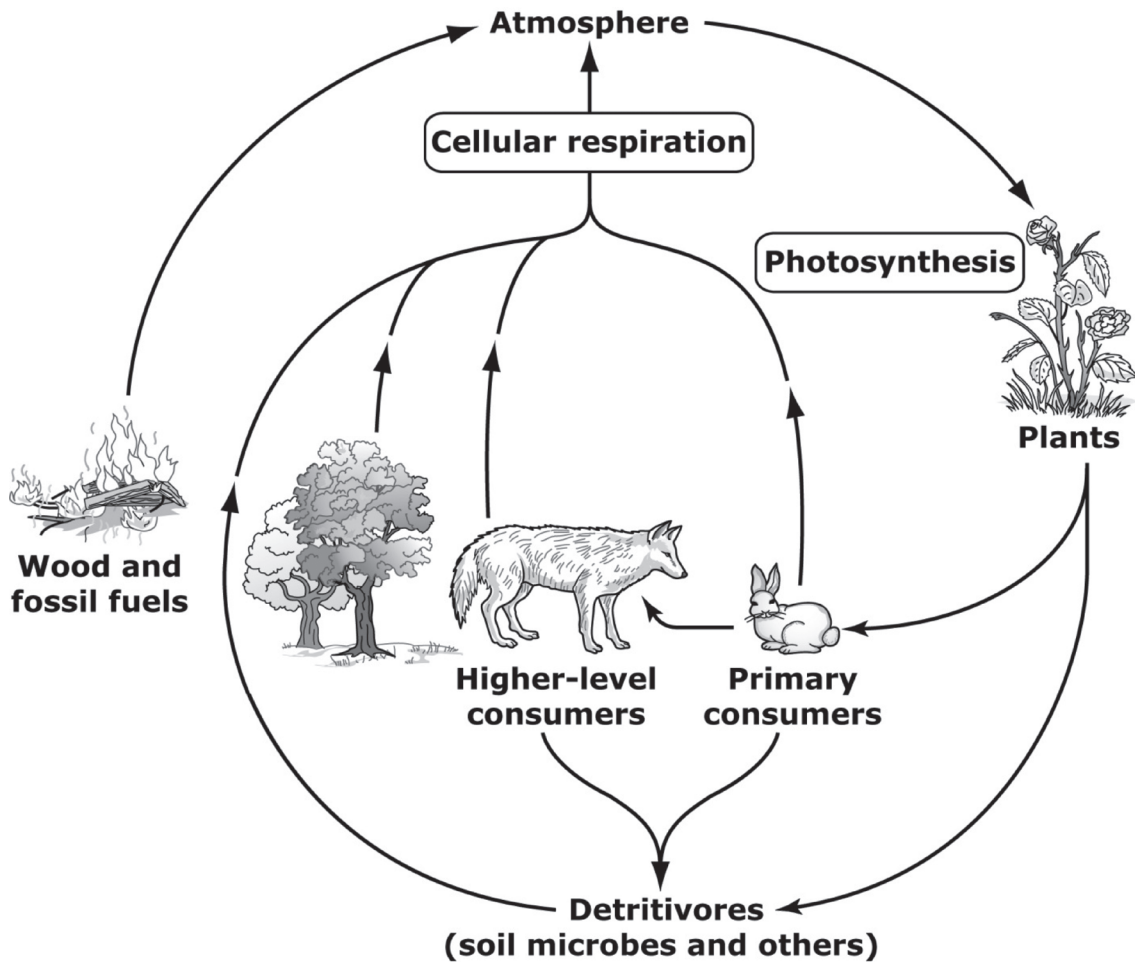 Atmosphere
Cellular respiration
Photosynthesis
Plants
Wood and
fossil fuels
Higher-level
consumers
Primary
consumers
Detritivores
(soil microbes and others)